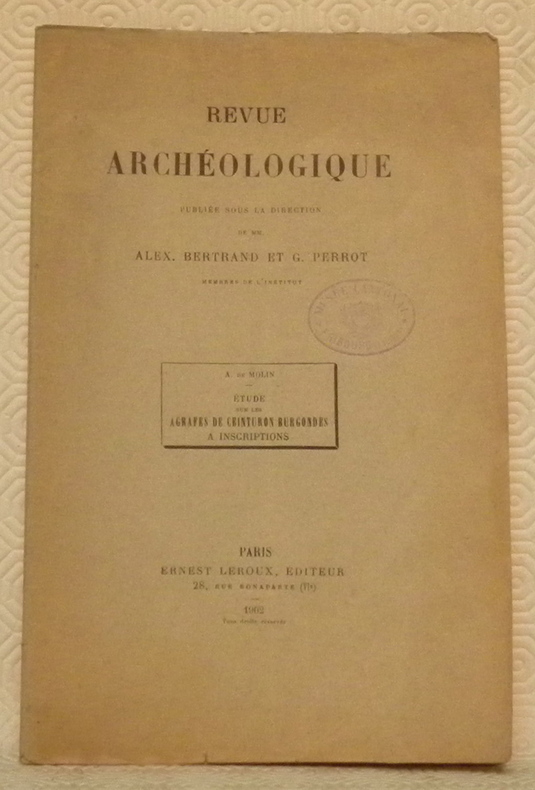 REVUE
ARCHÉOLOGIQUE
PUBLIÉE SOUS LA DIRECTION
DE MM.
ALEX. BERTRAND ET G. PERROT
MEMBRES DE L'INSTITUT
A. DE MOLIN
ÉTUDE
SUR LES
AGRAFES DE CEINTURON BURGONDES
A INSCRIPTIONS
PARIS
ERNEST LEROUX, ÉDITEUR
28, RUE BONAPARTE (VIe)
1902
Tous droits réservés